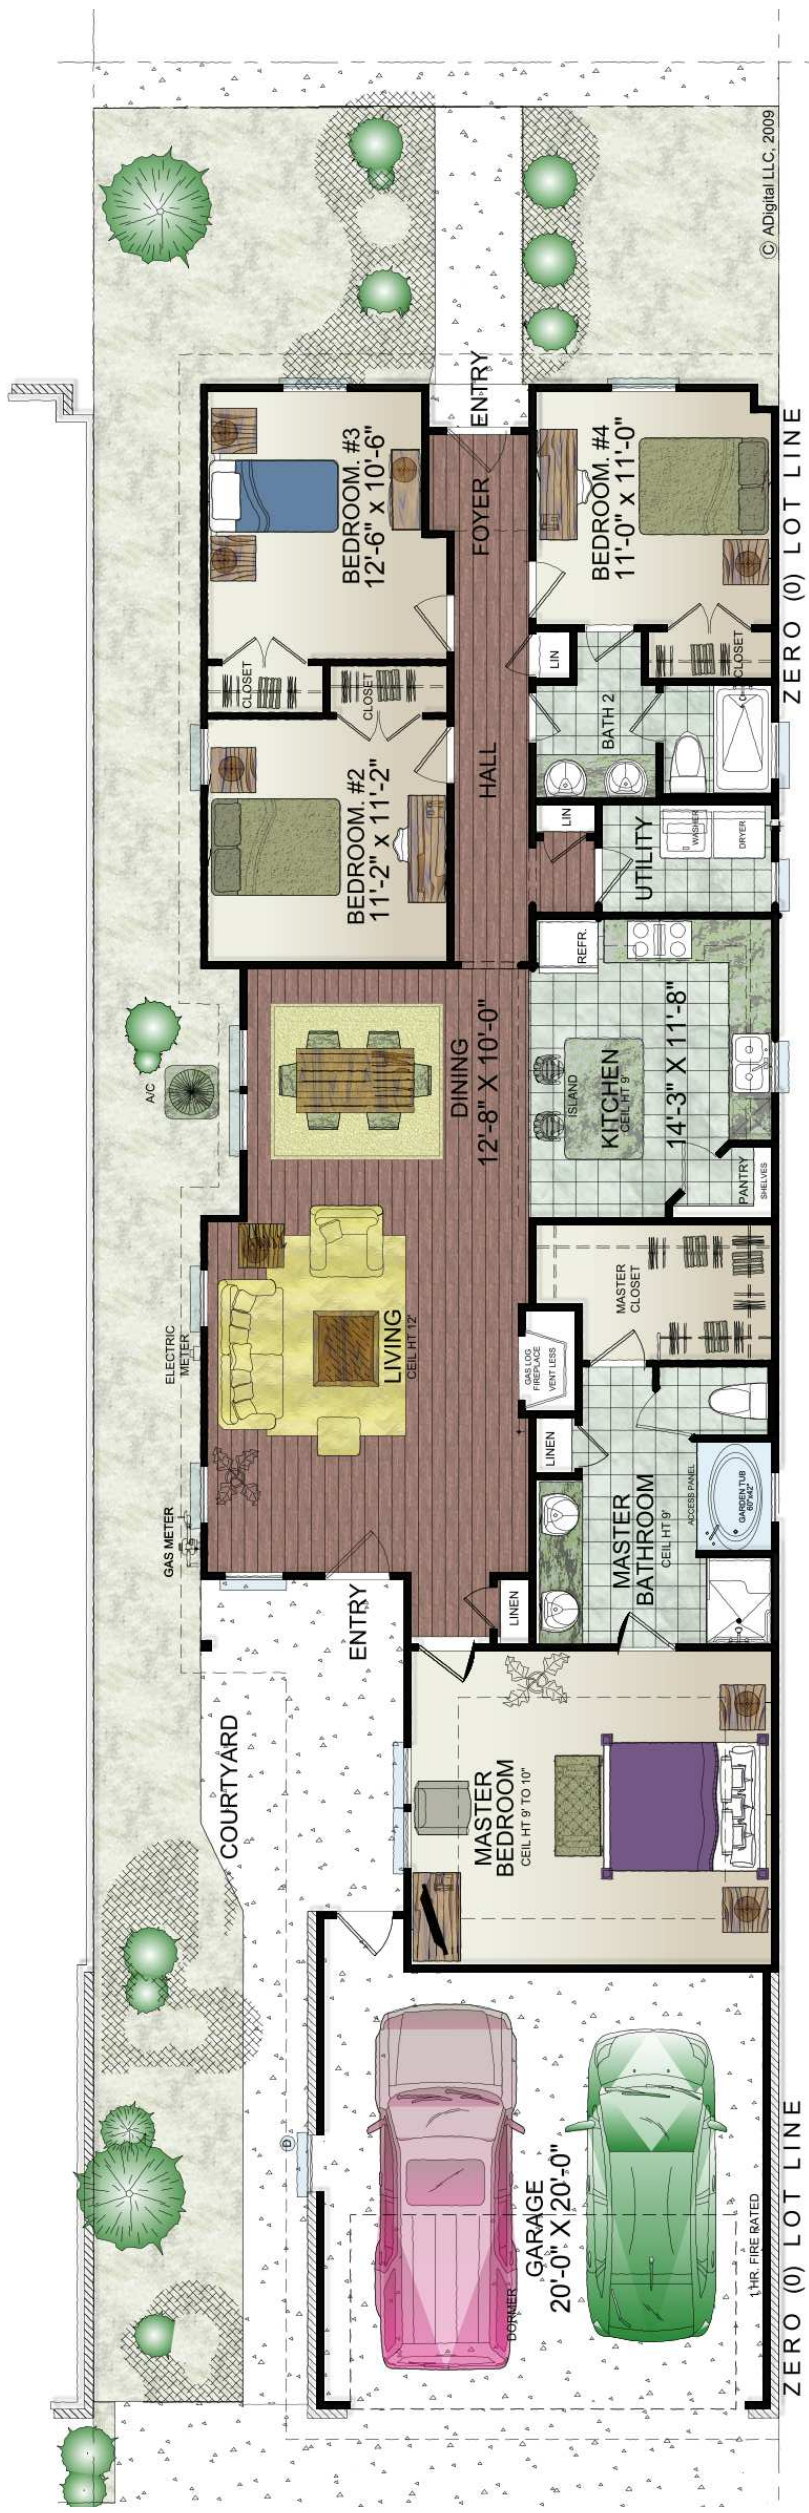 © ADigital LLC, 2009
ENTRY
FOYER
BEDROOM. #3
12'-6" X 10'-6"
BEDROOM. #4
11'-0" X 11'-0"
ZERO (0) LOT LINE
CLOSET
CLOSET
LIN
CLOSET
BATH 2
HALL
BEDROOM. #2
11'-2" X 11'-2"
LIN
UTILITY
WASHER
DRYER
REFR.
A/C
DINING
12'-8" X 10'-0"
ISLAND
KITCHEN
CEIL HT 9'
14'-3" X 11'-8"
PANTRY
SHELVES
ELECTRIC
METER
LIVING
CEIL HT 12'
MASTER
CLOSET
GAS LOG
FIREPLACE
VENT LESS
LINEN
GAS METER
MASTER
BATHROOM
CEIL HT 9'
ACCESS PANEL
GARDEN TUB
60"x42"
ENTRY
LINEN
COURTYARD
MASTER
BEDROOM
CEIL HT 9' TO 10"
D
GARAGE
20'-0" X 20'-0"
DORMER
1 HR. FIRE RATED
ZERO (0) LOT LINE